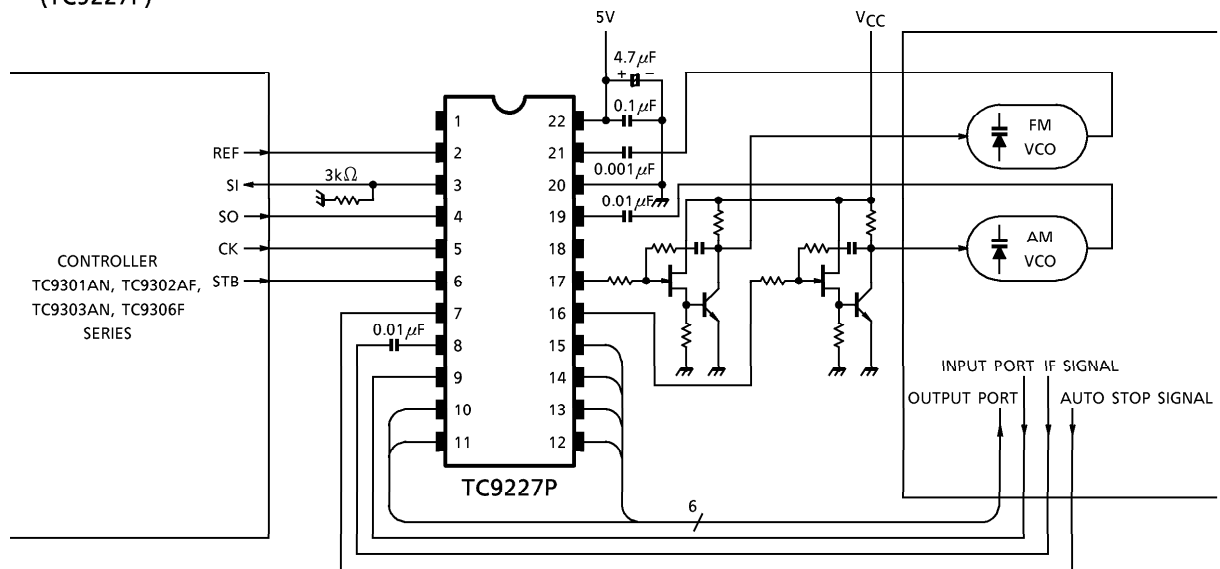 (TC9227P)
5V
VCC
4.7μF
+ −
0.1μF
0.001μF
0.01μF
FM
VCO
AM
VCO
REF
SI
3kΩ
SO
CK
STB
CONTROLLER
TC9301AN, TC9302AF,
TC9303AN, TC9306F
SERIES
0.01μF
1
2
3
4
5
6
7
8
9
10
11
22
21
20
19
18
17
16
15
14
13
12
TC9227P
6
INPUT PORT IF SIGNAL
OUTPUT PORT
AUTO STOP SIGNAL